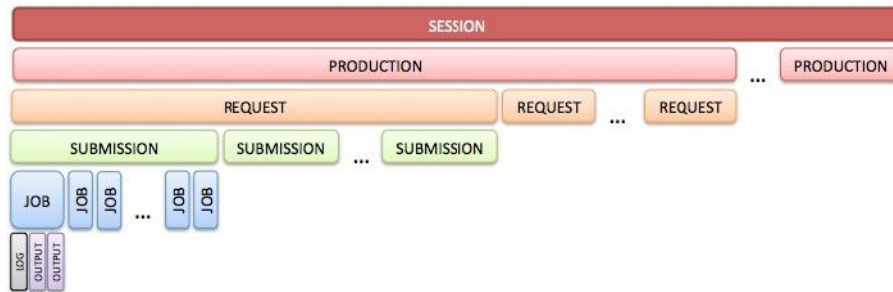 SESSION
PRODUCTION ... PRODUCTION
REQUEST REQUEST ... REQUEST
SUBMISSION SUBMISSION ... SUBMISSION
JOB JOB JOB ... JOB JOB
LOG OUTPUT OUTPUT